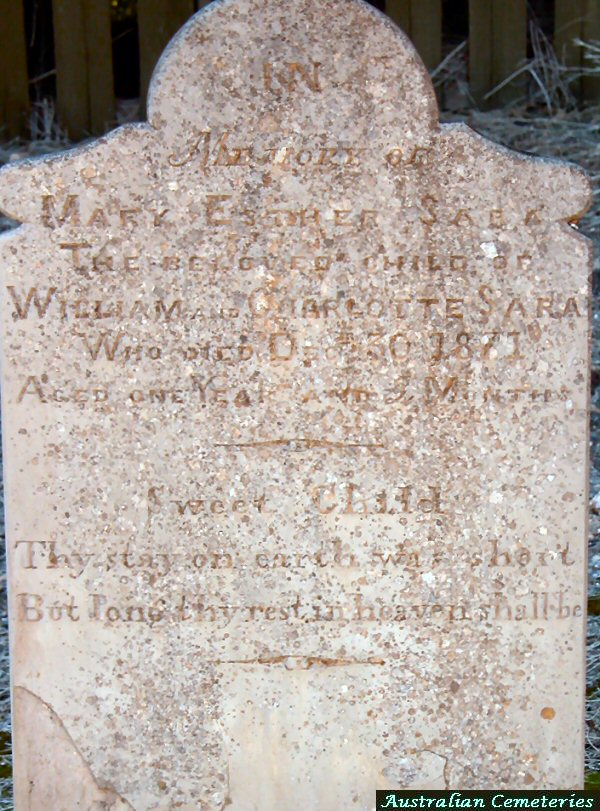 IN
MEMORY OF
MARY ESTHER SARA
THE BELOVED CHILD OF
WILLIAM AND CHARLOTTE SARA
WHO DIED DEC 30 1871
AGED ONE YEAR AND MONTHS
Sweet Child
Thy stay on earth was short
But long thy rest in heaven shall be
Australian Cemeteries